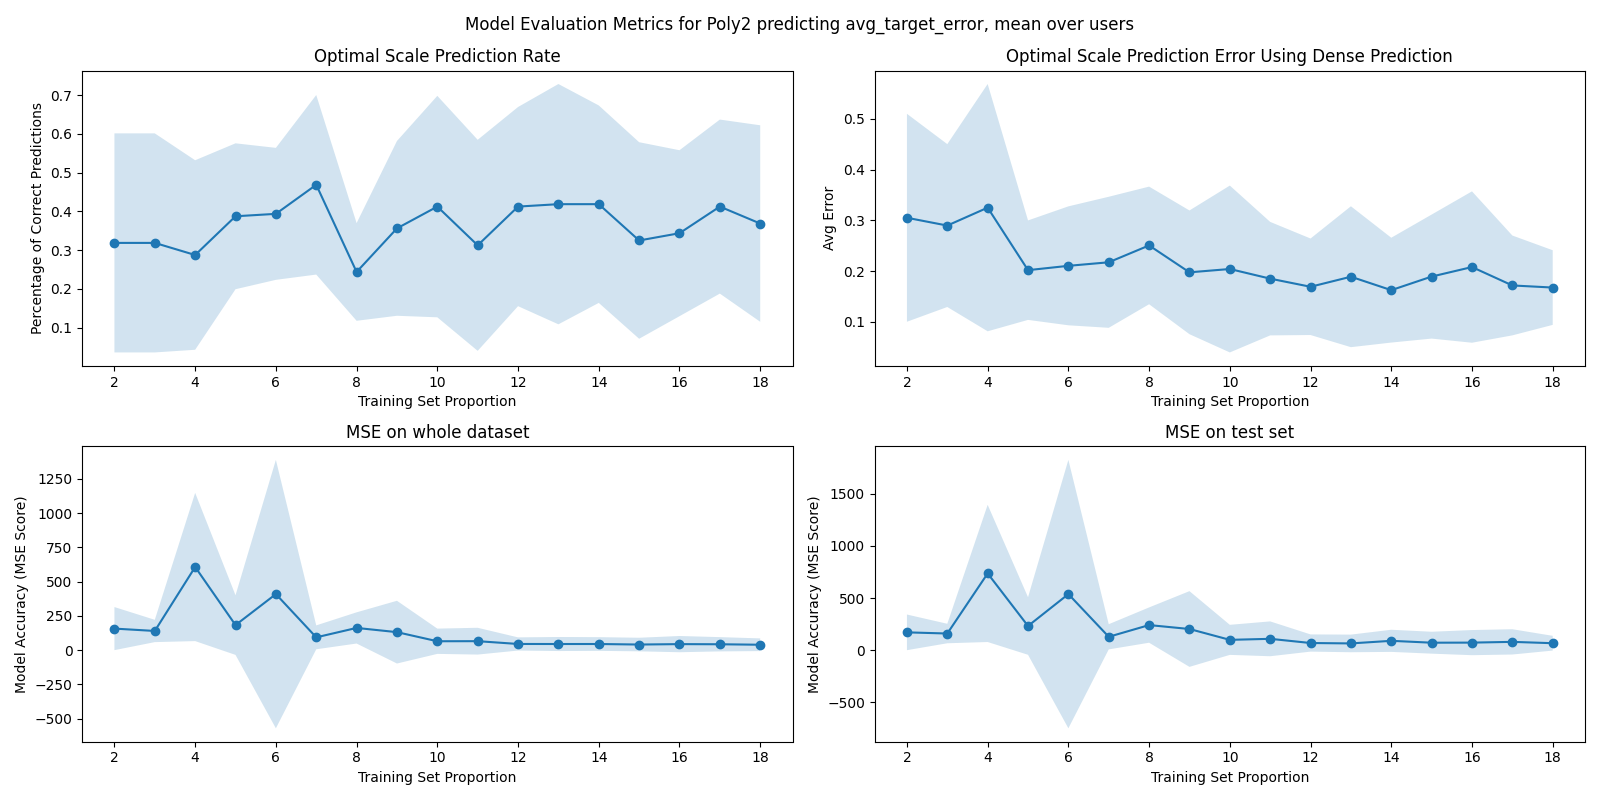 Model Evaluation Metrics for Poly2 predicting avg_target_error, mean over users
Optimal Scale Prediction Rate
Percentage of Correct Predictions
0.7
0.6
0.5
0.4
0.3
0.2
0.1
2 4 6 8 10 12 14 16 18
Training Set Proportion
Optimal Scale Prediction Error Using Dense Prediction
Avg Error
0.5
0.4
0.3
0.2
0.1
2 4 6 8 10 12 14 16 18
Training Set Proportion
MSE on whole dataset
Model Accuracy (MSE Score)
1250
1000
750
500
250
0
−250
−500
2 4 6 8 10 12 14 16 18
Training Set Proportion
MSE on test set
Model Accuracy (MSE Score)
1500
1000
500
0
−500
2 4 6 8 10 12 14 16 18
Training Set Proportion